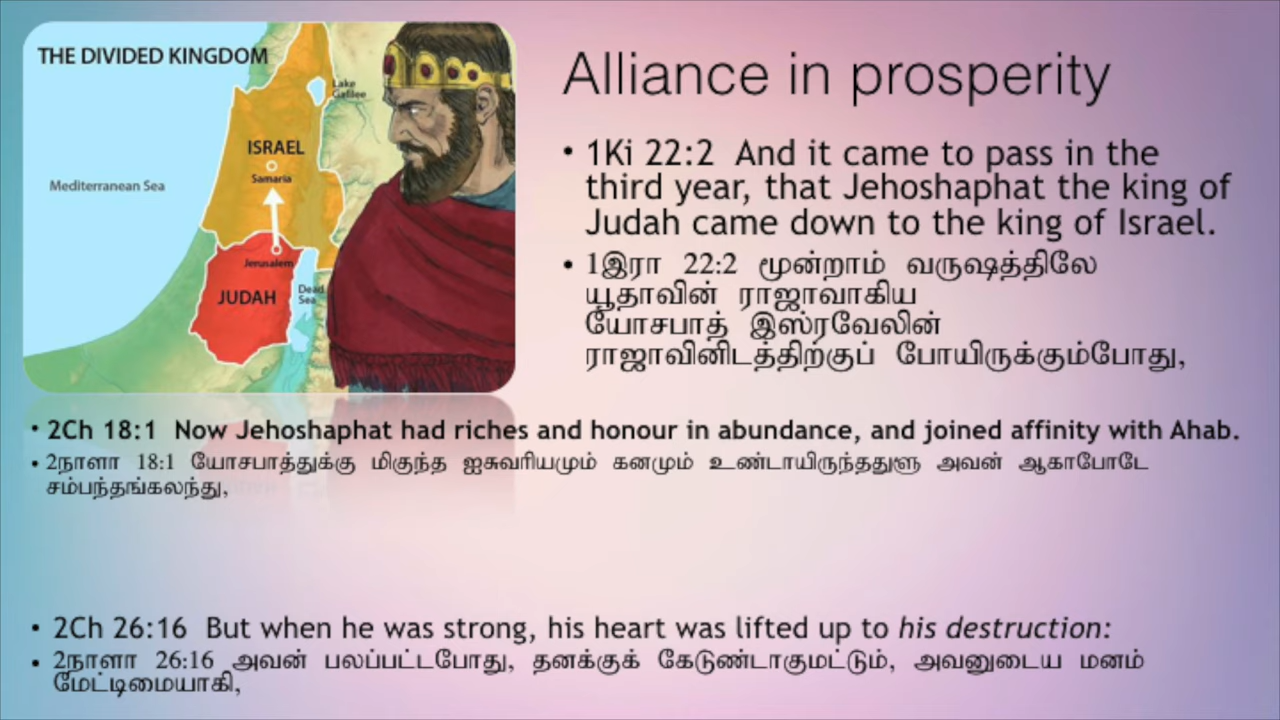 THE DIVIDED KINGDOM
Lake
Galilee
ISRAEL
Samaria
Mediterranean Sea
Jerusalem
Dead
Sea
JUDAH
Alliance in prosperity
• 1Ki 22:2 And it came to pass in the
third year, that Jehoshaphat the king of
Judah came down to the king of Israel.
• 1இரா 22:2 மூன்றாம் வருஷத்திலே
யூதாவின் ராஜாவாகிய
யோசபாத் இஸ்ரவேலின்
ராஜாவினிடத்திற்குப் போயிருக்கும்போது,
• 2Ch 18:1 Now Jehoshaphat had riches and honour in abundance, and joined affinity with Ahab.
• 2நாளா 18:1 யோசபாத்துக்கு மிகுந்த ஐசுவரியமும் கனமும் உண்டாயிருந்ததுளு அவன் ஆகாபோடே
சம்பந்தங்கலந்து,
• 2Ch 26:16 But when he was strong, his heart was lifted up to his destruction:
• 2நாளா 26:16 அவன் பலப்பட்டபோது, தனக்குக் கேடுண்டாகுமட்டும், அவனுடைய மனம்
மேட்டிமையாகி,